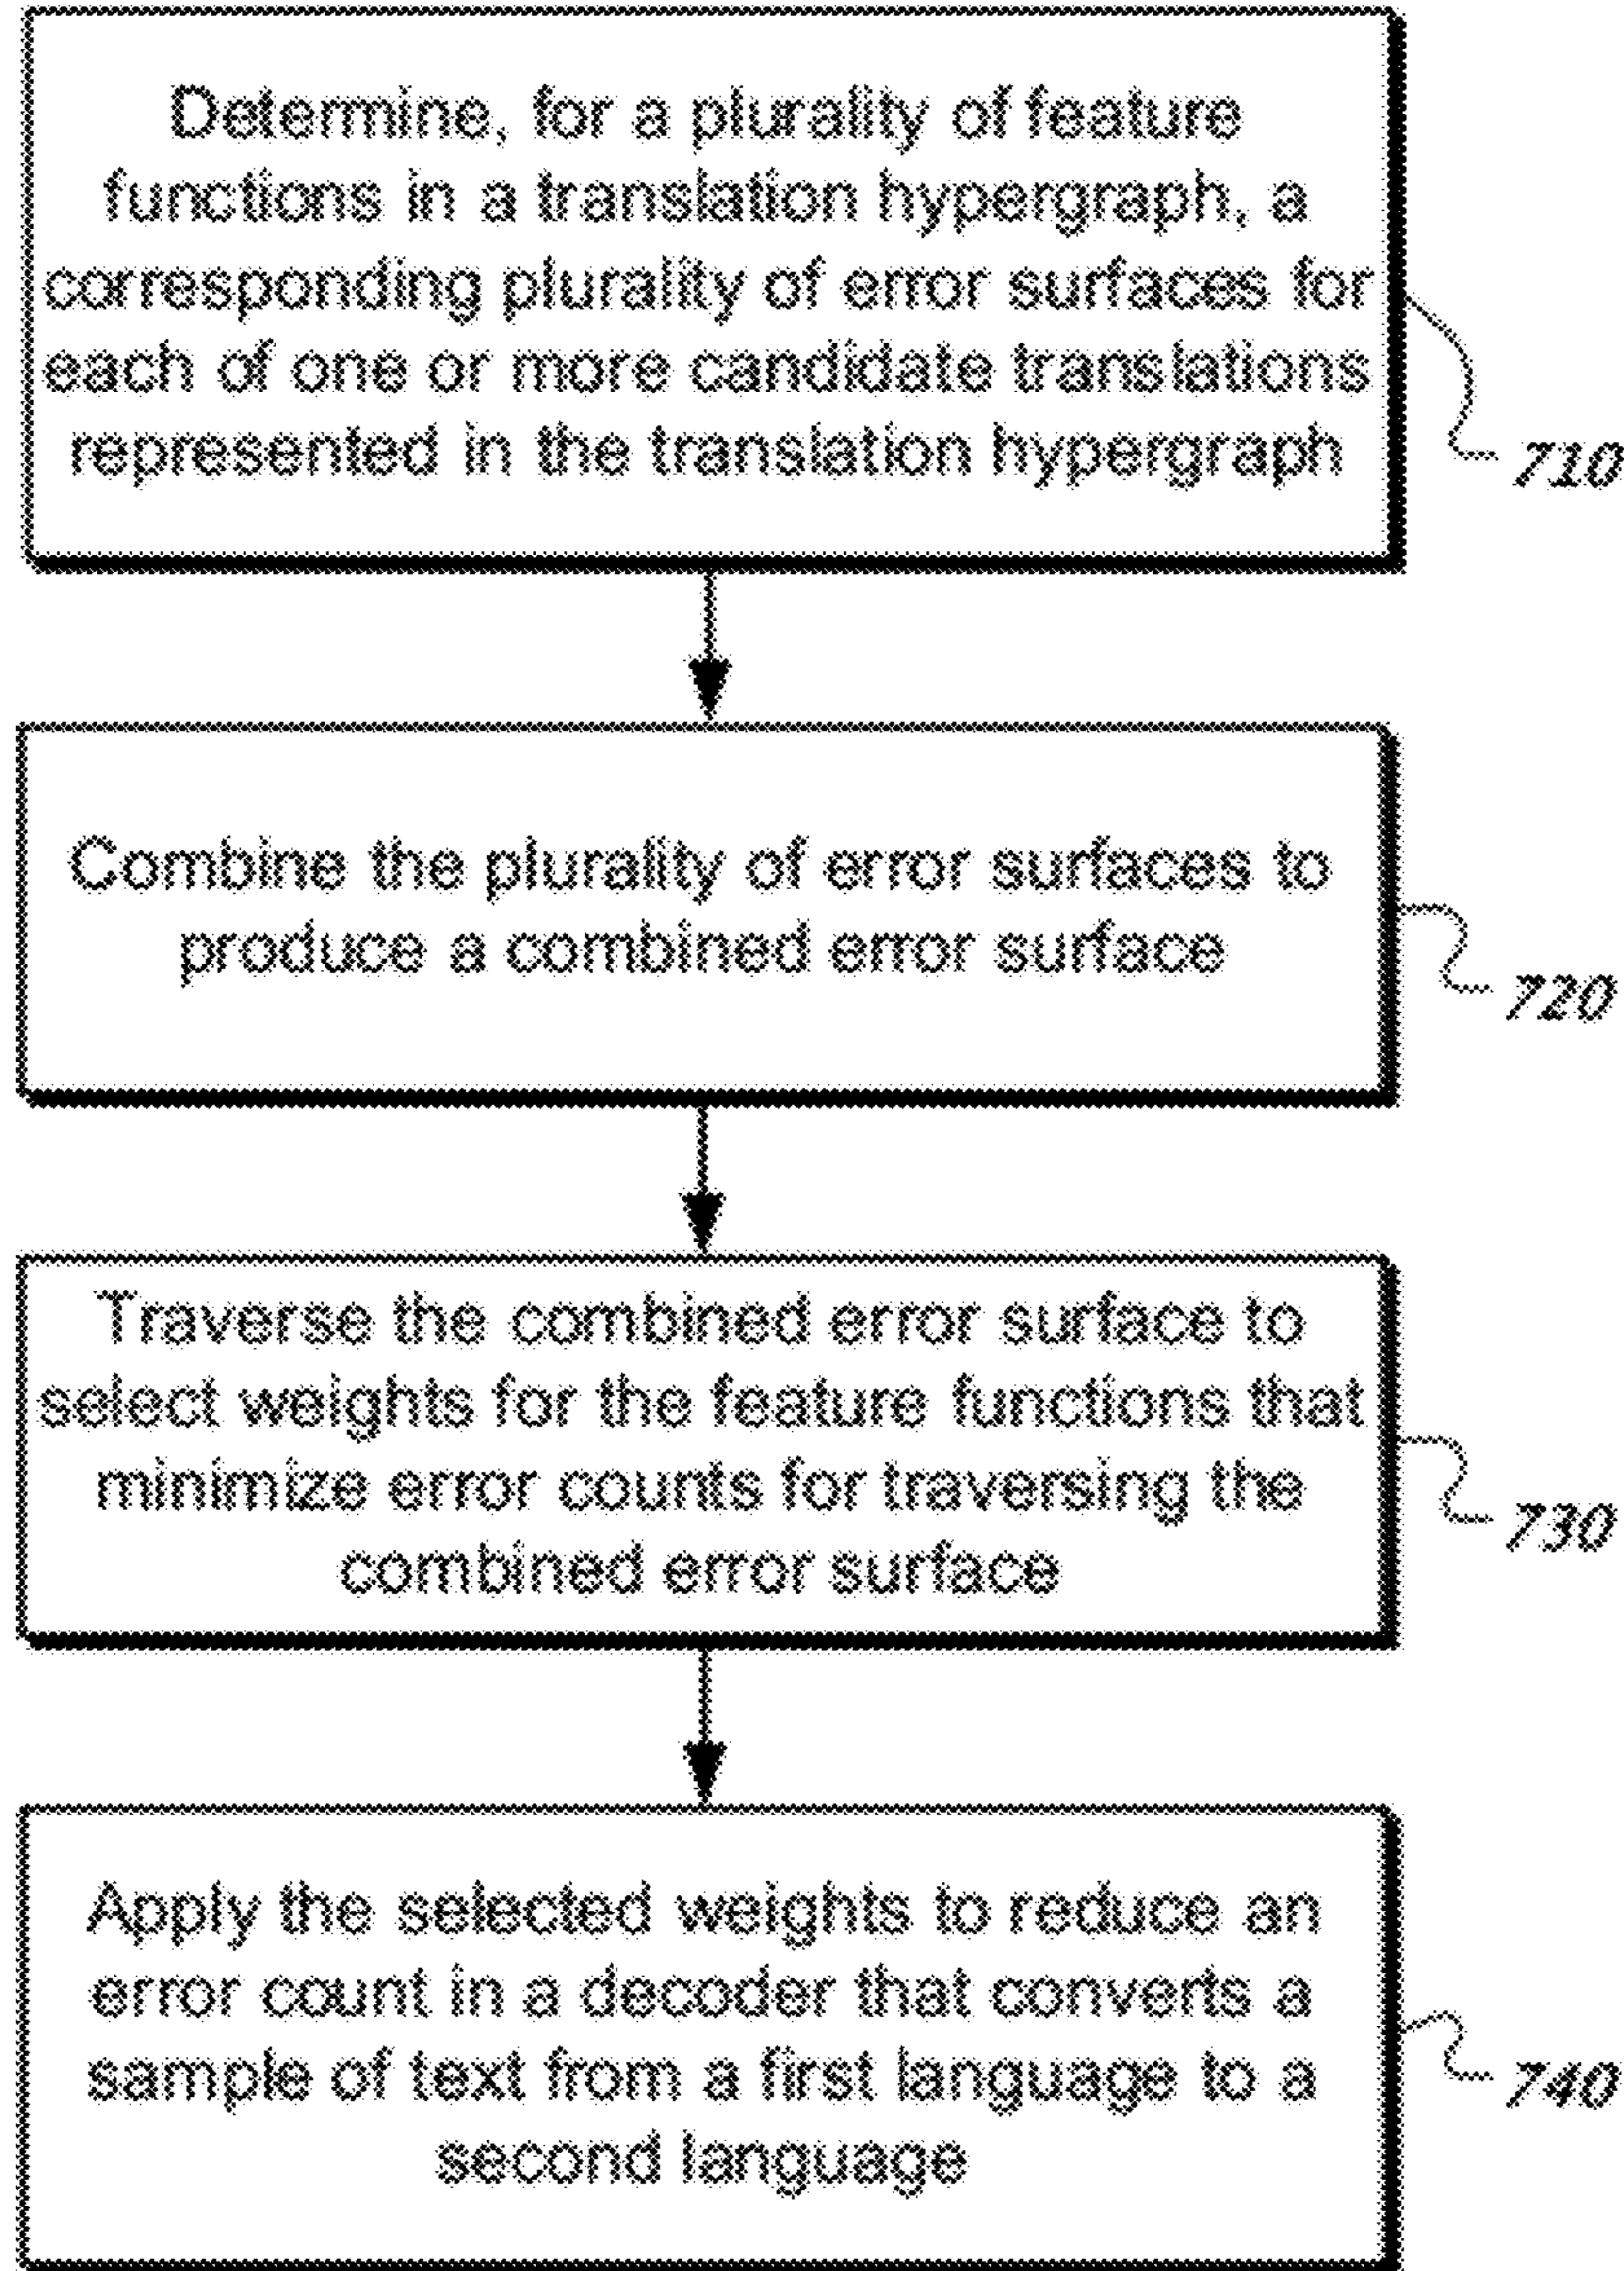 Determine, for a plurality of feature
functions in a translation hypergraph, a
corresponding plurality of error surfaces for
each of one or more candidate translations
represented in the translation hypergraph
710
Combine the plurality of error surfaces to
produce a combined error surface
720
Traverse the combined error surface to
select weights for the feature functions that
minimize error counts for traversing the
combined error surface
730
Apply the selected weights to reduce an
error count in a decoder that converts a
sample of text from a first language to a
second language
740